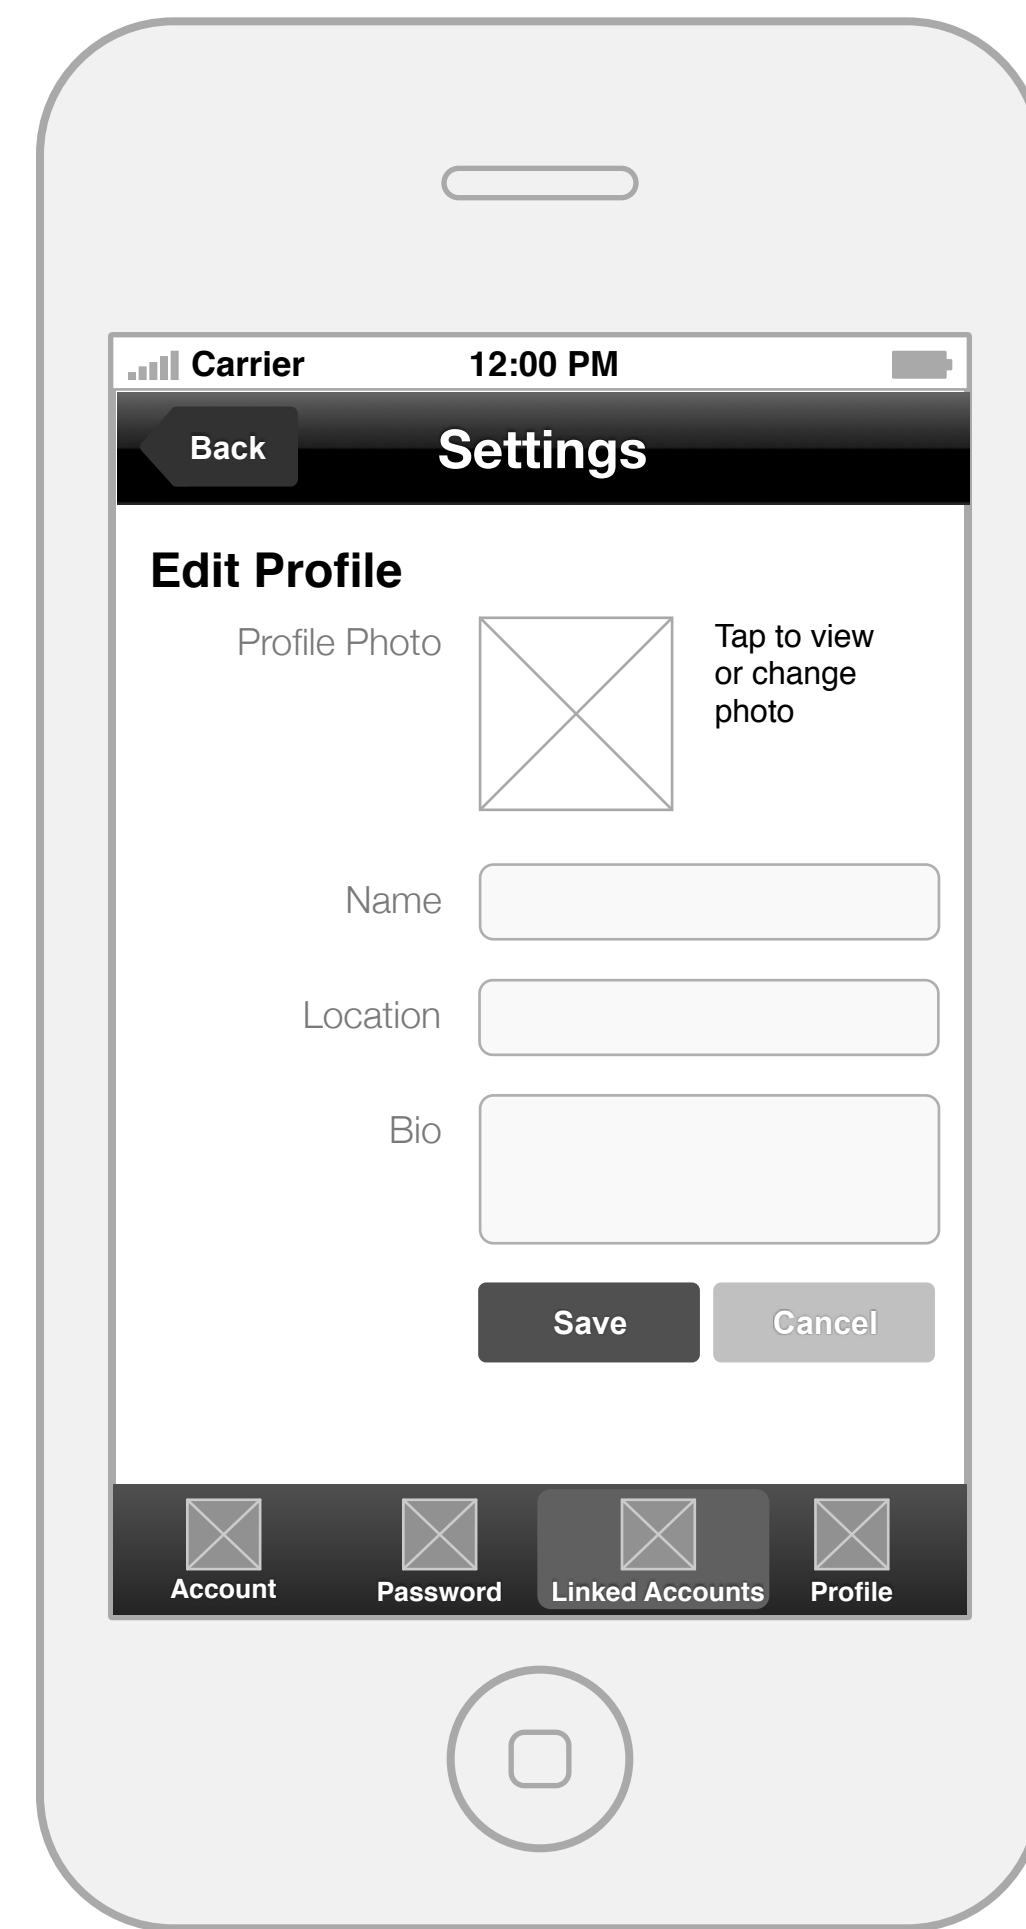 Carrier 12:00 PM
Back Settings
Edit Profile
Profile Photo
Tap to view
or change
photo
Name
Location
Bio
Save Cancel
Account Password Linked Accounts Profile